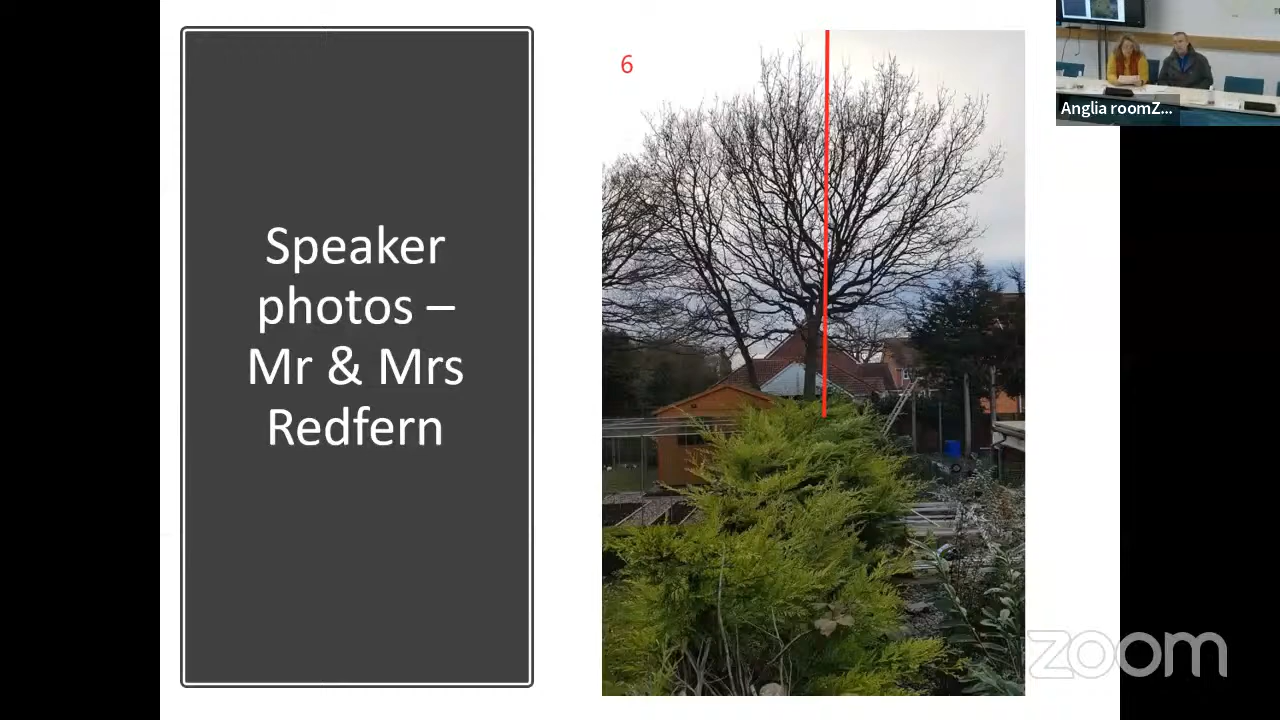 Speaker
photos –
Mr & Mrs
Redfern
6
Anglia roomZ...
zoom